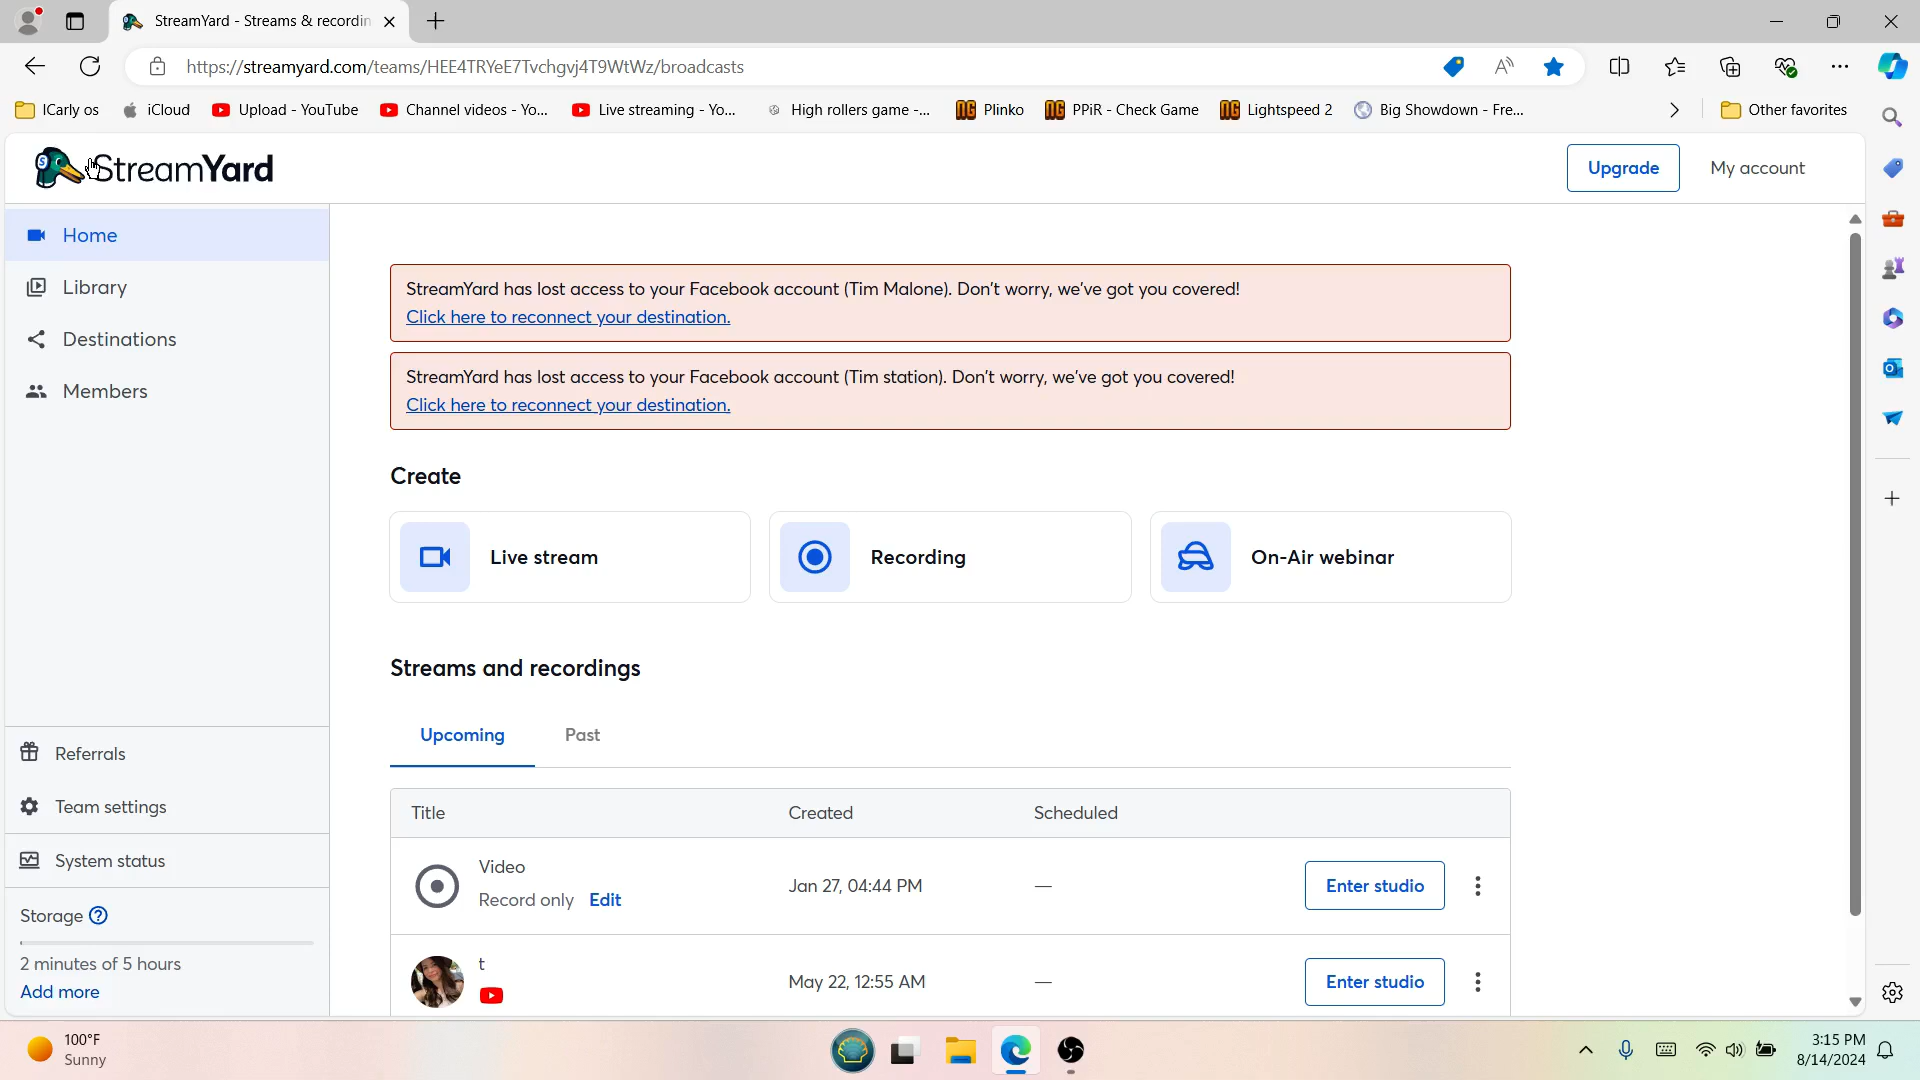 StreamYard - Streams & recordin
https://streamyard.com/teams/HEE4TRYeE7Tvchgvj4T9WtWz/broadcasts
ICarly os
iCloud
Upload - YouTube
Channel videos - Yo...
Live streaming - Yo...
High rollers game -...
Plinko
PPiR - Check Game
Lightspeed 2
Big Showdown - Fre...
Other favorites
StreamYard
Upgrade
My account
Home
Library
Destinations
Members
StreamYard has lost access to your Facebook account (Tim Malone). Don't worry, we've got you covered!
Click here to reconnect your destination.
StreamYard has lost access to your Facebook account (Tim station). Don't worry, we've got you covered!
Click here to reconnect your destination.
Create
Live stream
Recording
On-Air webinar
Streams and recordings
Upcoming
Past
Title
Created
Scheduled
Video
Record only Edit
Jan 27, 04:44 PM
—
Enter studio
t
May 22, 12:55 AM
—
Enter studio
Referrals
Team settings
System status
Storage
2 minutes of 5 hours
Add more
100°F
Sunny
3:15 PM
8/14/2024